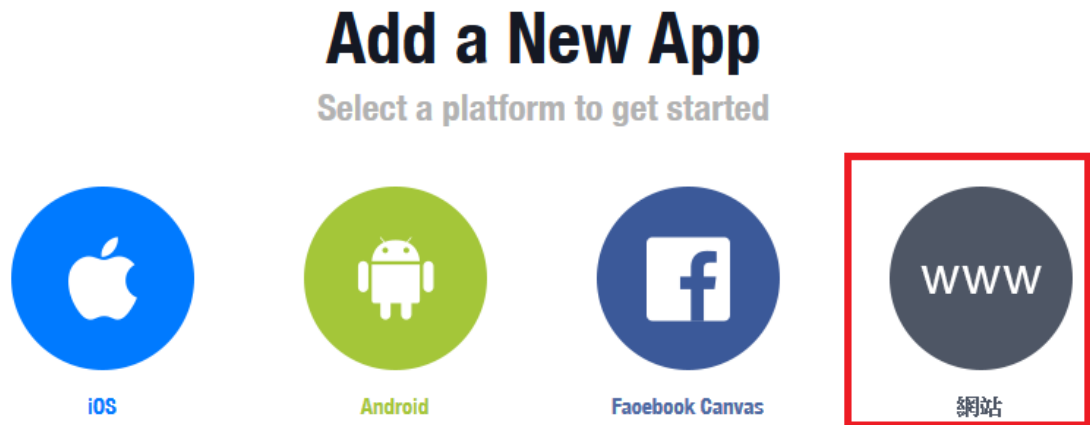 Add a New App
Select a platform to get started
www
iOS
Android
Faoebook Canvas
網站